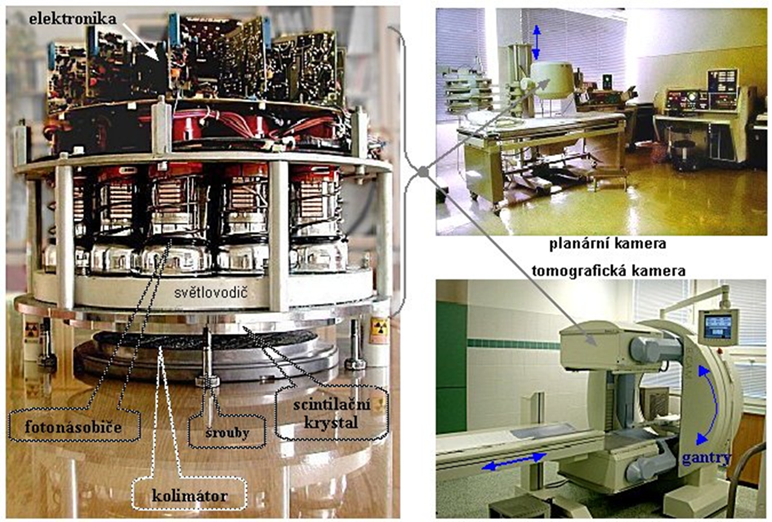 elektronika
světlovodič
fotonásobiče
šrouby
scintilační
krystal
kolimátor
planární kamera
tomografická kamera
gantry